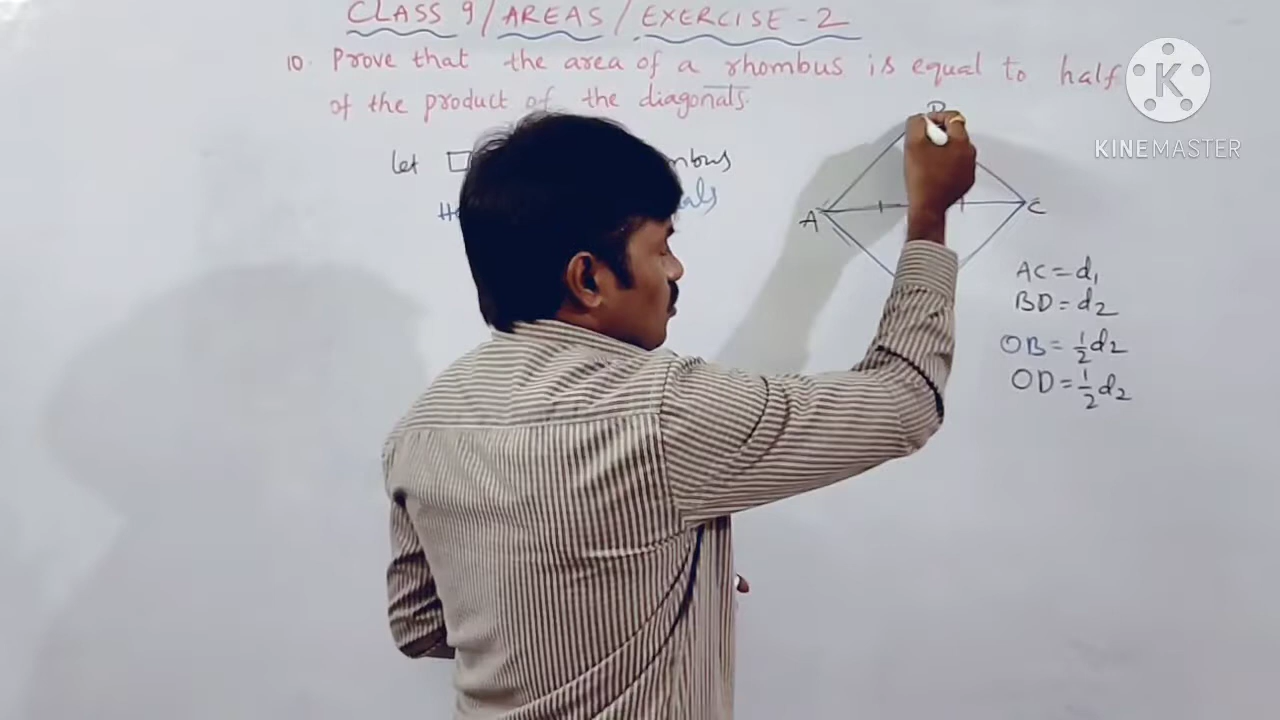 CLASS 9 / AREAS / EXERCISE - 2
10. Prove that the area of a rhombus is equal to half
of the product of the diagonals.
let
A
C
AC = d1
BD = d2
OB = 1/2 d2
OD = 1/2 d2
K
KINEMASTER